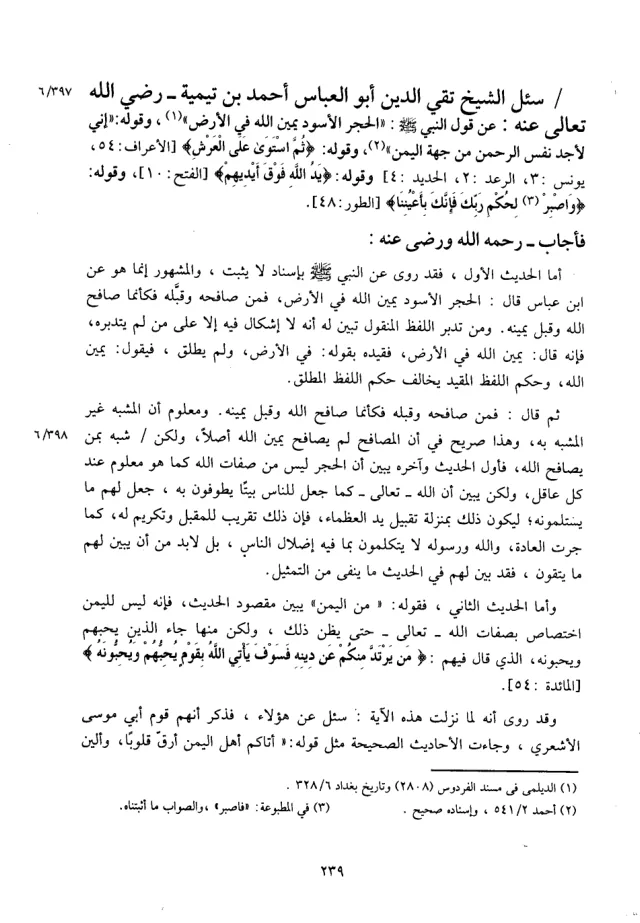 / سئل الشيخ تقي الدين أبو العباس أحمد بن تيمية ـ رضي الله ٦/٣٩٧
تعالى عنه : عن قول النبي ﷺ : «الحجر الأسود يمين الله في الأرض»(١) ، وقوله:«إني
لأجد نفس الرحمن من جهة اليمن»(٢)، وقوله: ﴿ثُمَّ اسْتَوَىٰ عَلَى الْعَرْشِ﴾ [الأعراف:٥٤ ،
يونس :٣، الرعد :٢، الحديد :٤] وقوله: ﴿يَدُ اللَّهِ فَوْقَ أَيْدِيهِمْ﴾ [الفتح:١٠]، وقوله:
﴿وَاصْبِرْ (٣) لِحُكْمِ رَبِّكَ فَإِنَّكَ بِأَعْيُنِنَا﴾ [الطور:٤٨].
فأجاب ـ رحمه الله ورضى عنه :
أما الحديث الأول ، فقد روى عن النبي ﷺ بإسناد لا يثبت ، والمشهور إنما هو عن
ابن عباس قال : الحجر الأسود يمين الله في الأرض، فمن صافحه وقبَّله فكأنما صافح
الله وقبل يمينه. ومن تدبر اللفظ المنقول تبين له أنه لا إشكال فيه إلا على من لم يتدبره،
فإنه قال: يمين الله في الأرض، فقيده بقوله: في الأرض، ولم يطلق ، فيقول: يمين
الله، وحكم اللفظ المقيد يخالف حكم اللفظ المطلق.
ثم قال : فمن صافحه وقبله فكأنما صافح الله وقبل يمينه. ومعلوم أن المشبه غير
المشبه به، وهذا صريح في أن المصافح لم يصافح يمين الله أصلاً، ولكن / شبه بمن ٦/٣٩٨
يصافح الله، فأول الحديث وآخره يبين أن الحجر ليس من صفات الله كما هو معلوم عند
كل عاقل، ولكن يبين أن الله ـ تعالى ـ كما جعل للناس بيتًا يطوفون به ، جعل لهم ما
يستلمونه؛ ليكون ذلك بمنزلة تقبيل يد العظماء، فإن ذلك تقريب للمقبل وتكريم له، كما
جرت العادة، والله ورسوله لا يتكلمون بما فيه إضلال الناس ، بل لابد من أن يبين لهم
ما يتقون ، فقد بين لهم في الحديث ما ينفى من التمثيل.
وأما الحديث الثاني ، فقوله: « من اليمن» يبين مقصود الحديث، فإنه ليس لليمن
اختصاص بصفات الله ـ تعالى ـ حتى يظن ذلك ، ولكن منها جاء الذين يحبهم
ويحبونه، الذي قال فيهم :﴿ مَن يَرْتَدَّ مِنكُمْ عَن دِينِهِ فَسَوْفَ يَأْتِي اللَّهُ بِقَوْمٍ يُحِبُّهُمْ وَيُحِبُّونَهُ ﴾
[المائدة :٥٤].
وقد روى أنه لما نزلت هذه الآية : سئل عن هؤلاء ، فذكر أنهم قوم أبي موسى
الأشعري ، وجاءت الأحاديث الصحيحة مثل قوله:« أتاكم أهل اليمن أرقّ قلوبًا، وألين
(١) الديلمى فى مسند الفردوس (٢٨٠٨) وتاريخ بغداد ٣٢٨/٦ .
(٢) أحمد ٥٤١/٢ ، وإسناده صحيح . (٣) في المطبوعة: «فاصبر» ،والصواب ما أثبتناه.
٢٣٩